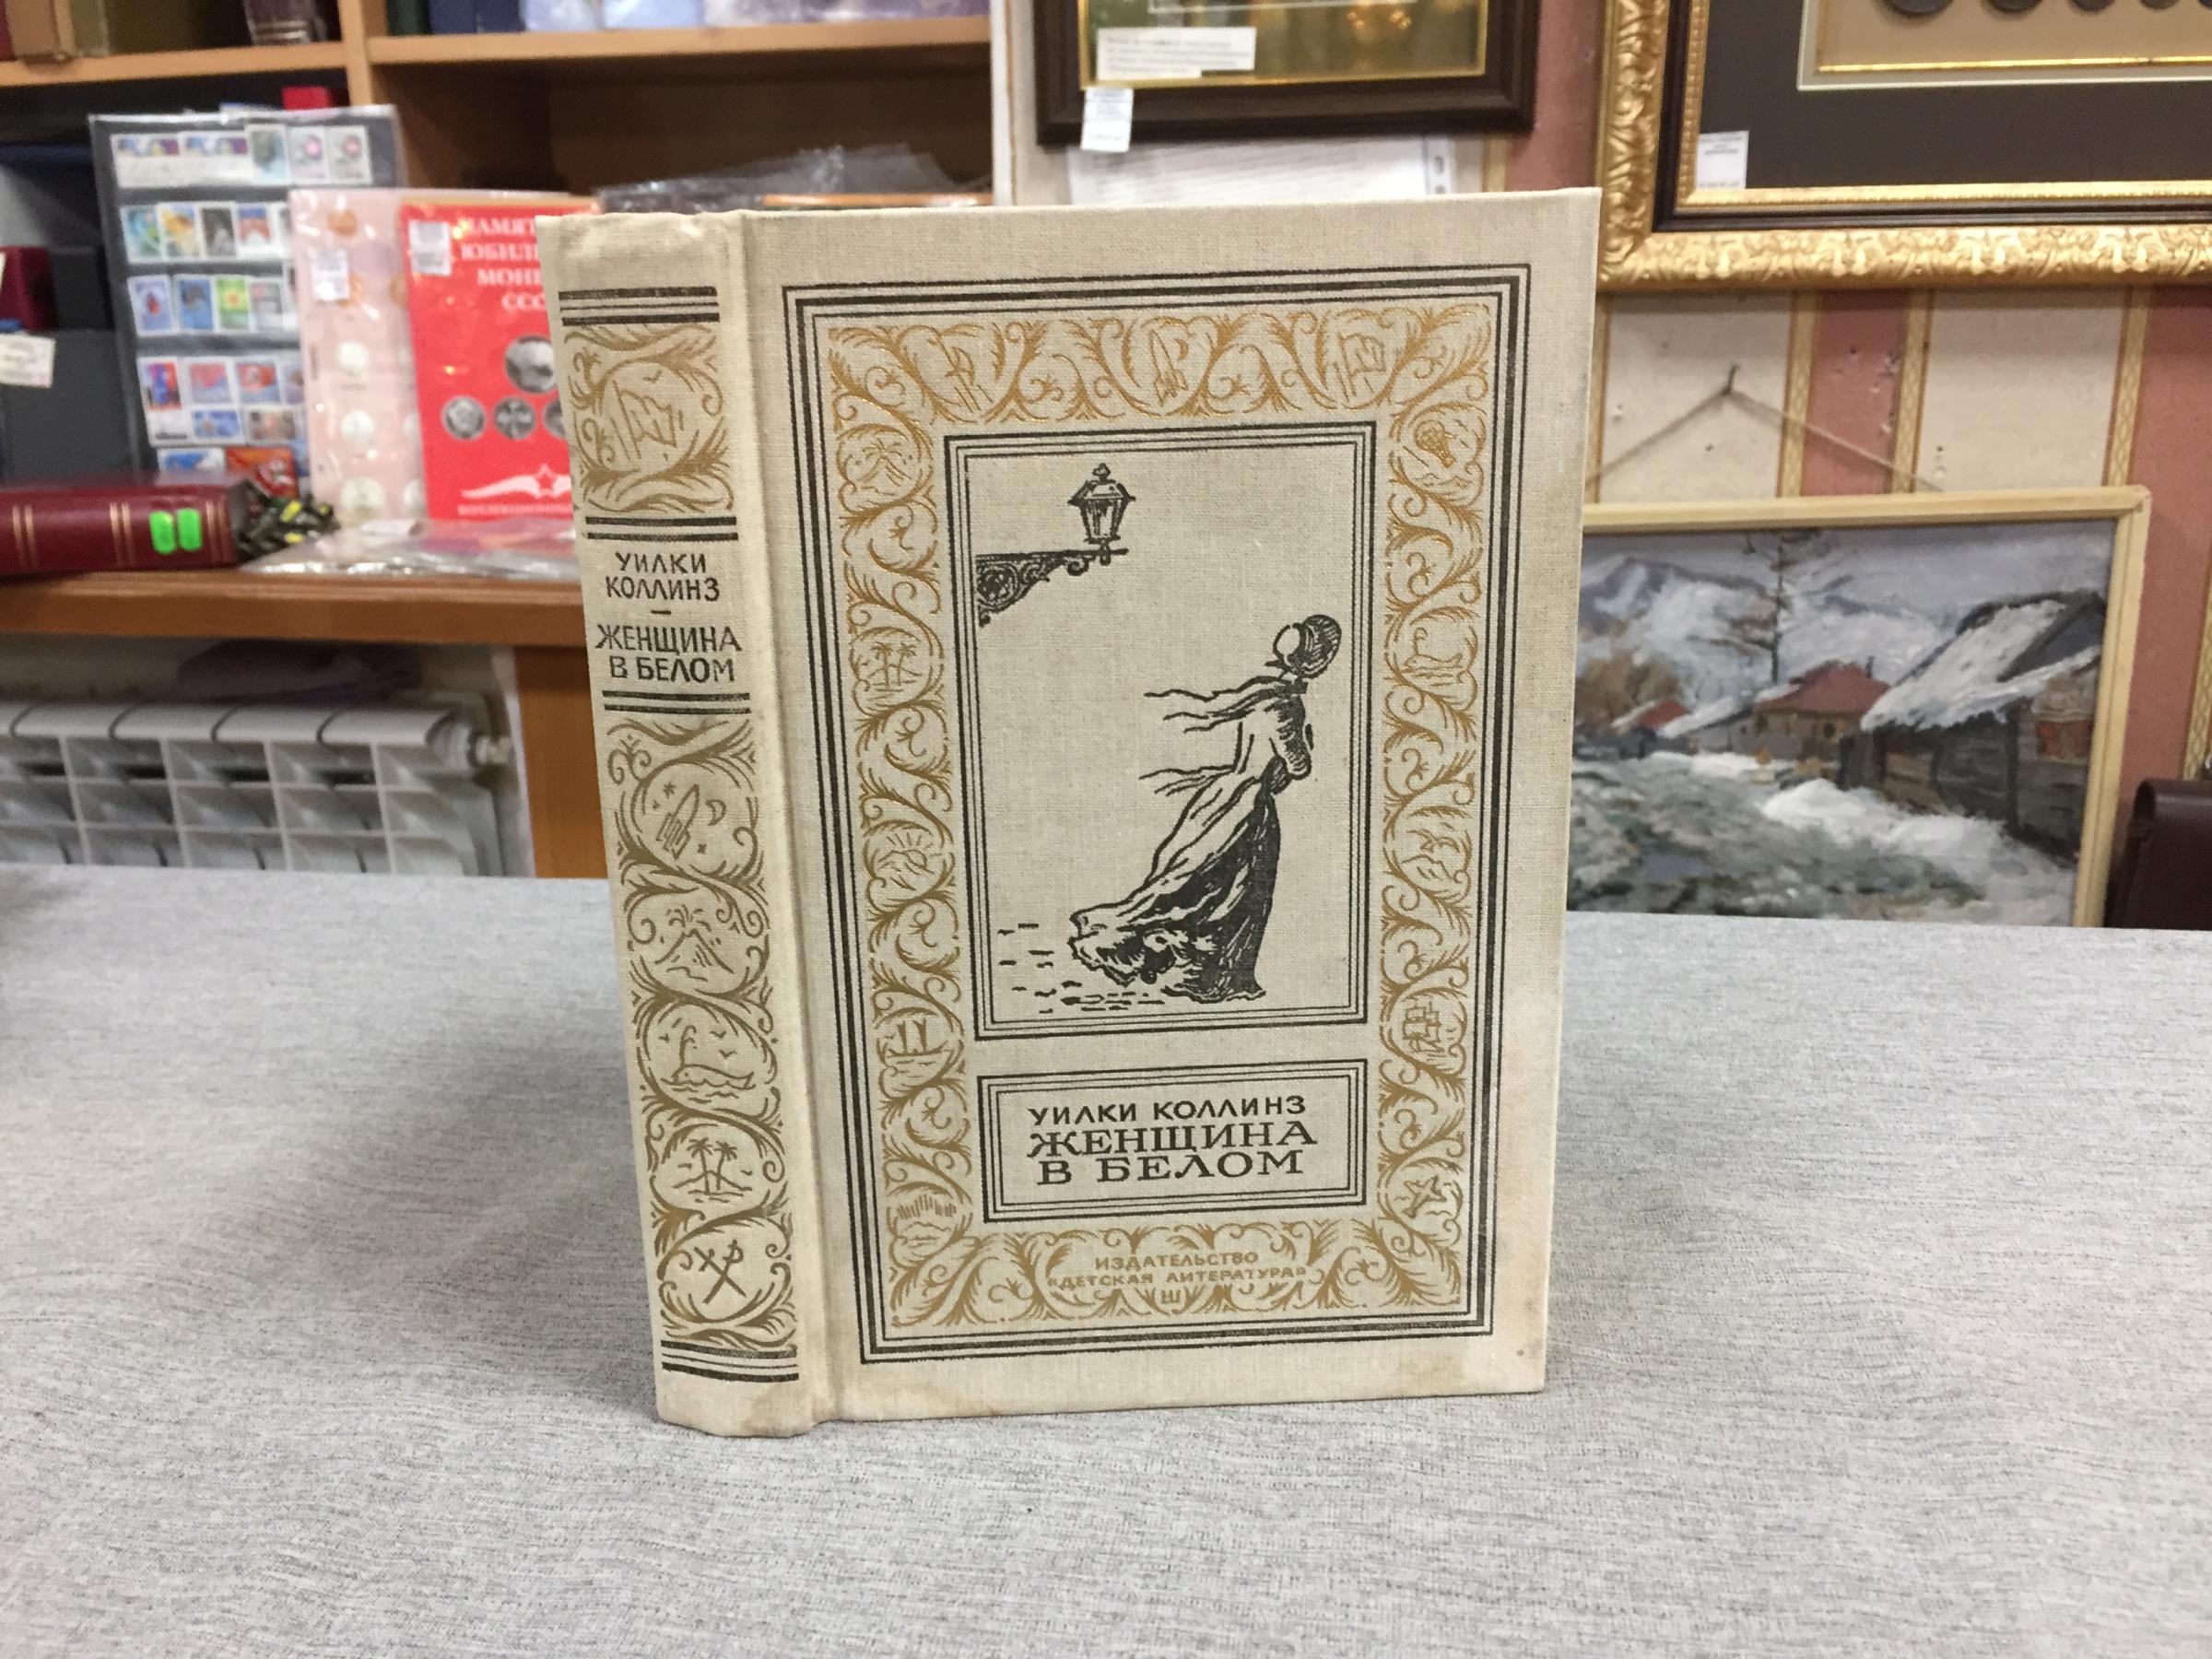 УИЛКИ
КОЛЛИНЗ
ЖЕНЩИНА
В БЕЛОМ
УИЛКИ КОЛЛИНЗ
ЖЕНЩИНА
В БЕЛОМ
ИЗДАТЕЛЬСТВО
«ДЕТСКАЯ ЛИТЕРАТУРА»